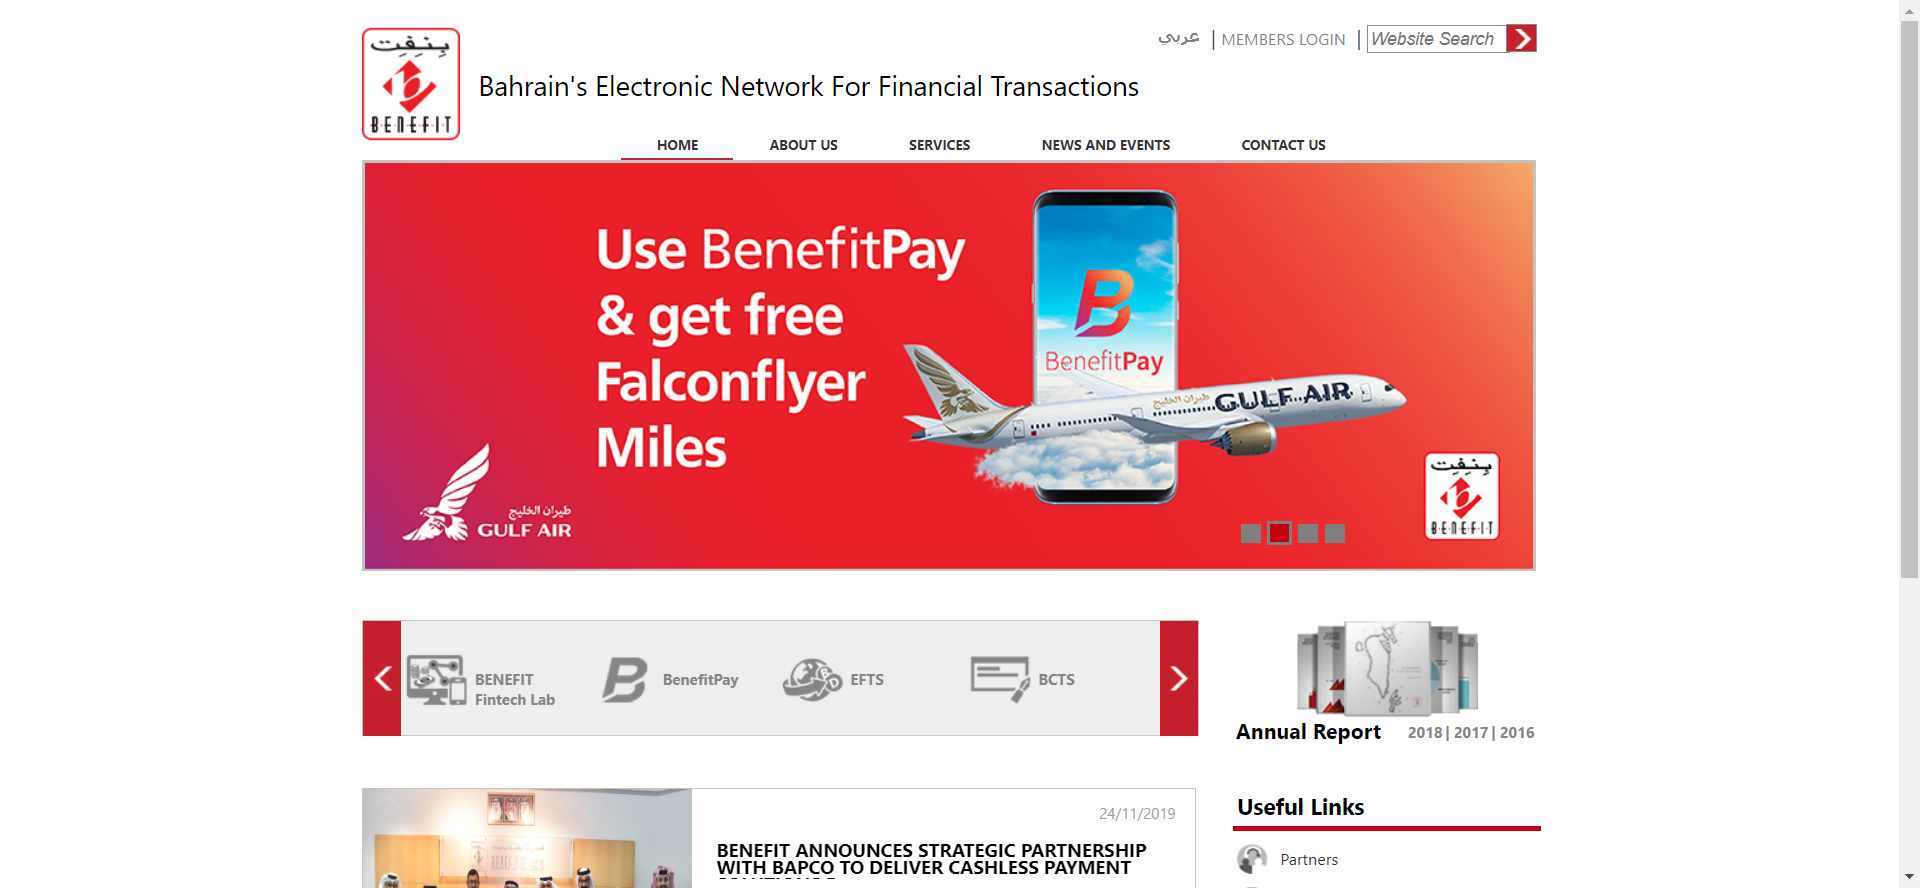 بِنِفِت
BENEFIT
عربي | MEMBERS LOGIN | Website Search
Bahrain's Electronic Network For Financial Transactions
HOME ABOUT US SERVICES NEWS AND EVENTS CONTACT US
Use BenefitPay
& get free
Falconflyer
Miles
B
BenefitPay
طيران الخليج GULF AIR
طيران الخليج
GULF AIR
بِنِفِت
BENEFIT
BENEFIT
Fintech Lab
BenefitPay
EFTS
BCTS
Annual Report 2018 | 2017 | 2016
24/11/2019
BENEFIT ANNOUNCES STRATEGIC PARTNERSHIP
WITH BAPCO TO DELIVER CASHLESS PAYMENT
Useful Links
Partners